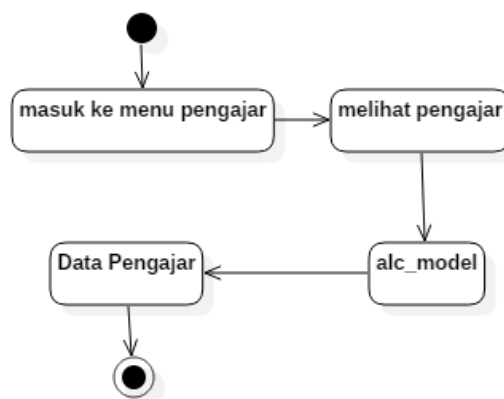 masuk ke menu pengajar
melihat pengajar
alc_model
Data Pengajar